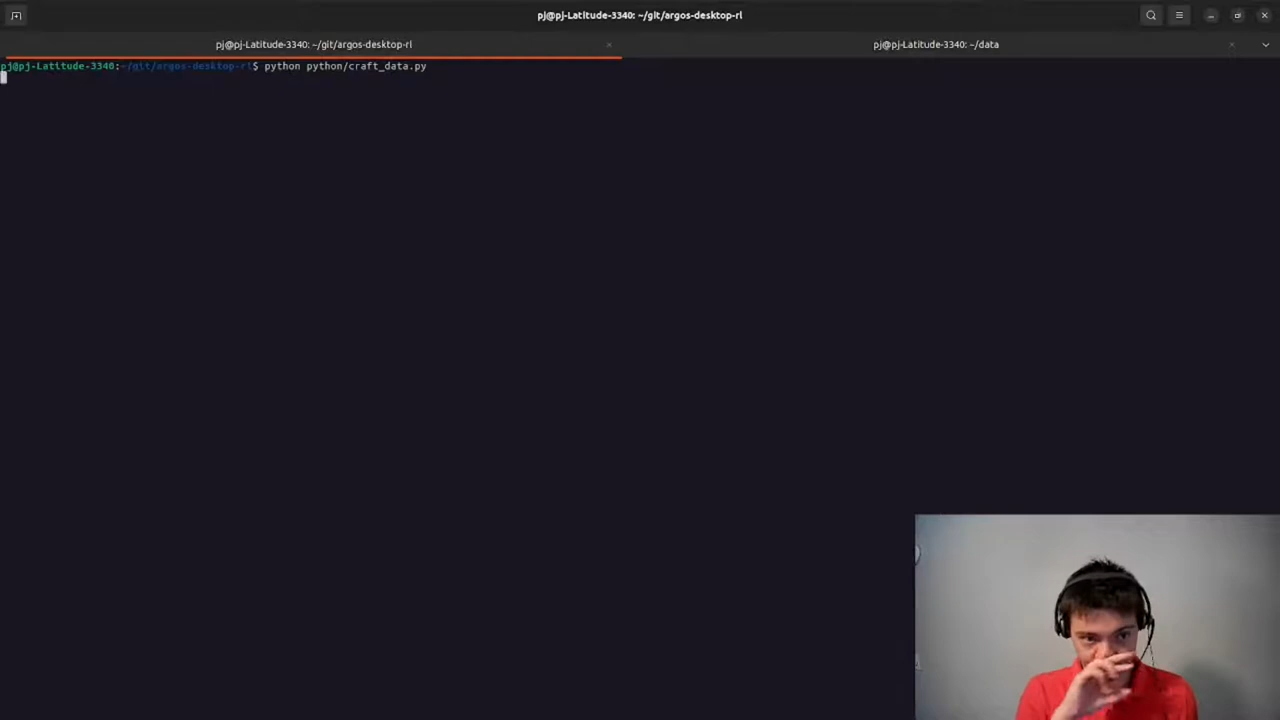 pj@pj-Latitude-3340: ~/git/argos-desktop-rl
pj@pj-Latitude-3340: ~/git/argos-desktop-rl
pj@pj-Latitude-3340: ~/data
pj@pj-Latitude-3340:~/git/argos-desktop-rl$ python python/craft_data.py